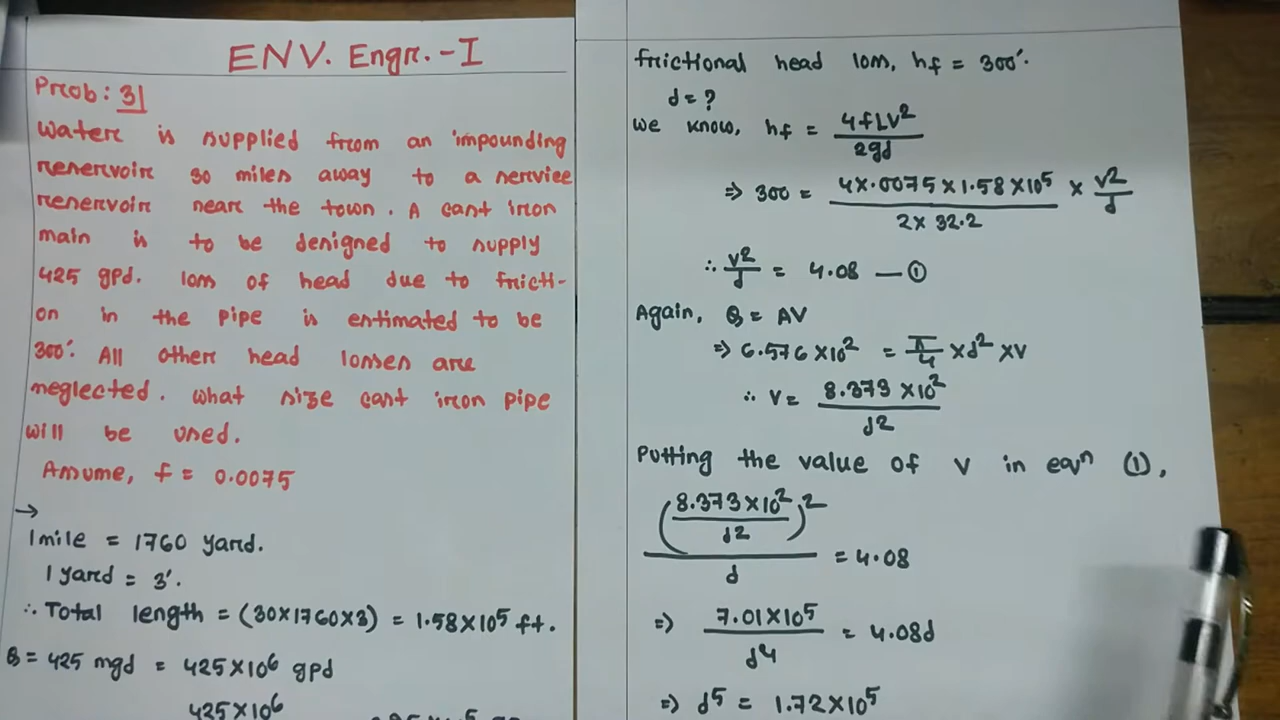 ENV. Engr.-I
Prob: 31
Water is supplied from an impounding
reservoir 30 miles away to a service
reservoir near the town. A cast iron
main is to be designed to supply
425 gpd. loss of head due to fricti-
on in the pipe is estimated to be
300'. All other head losses are
neglected. what size cast iron pipe
will be used.
Assume, f = 0.0075
→
1 mile = 1760 yard.
1 yard = 3'.
∴ Total length = (30×1760×3) = 1.58×10⁵ ft.
Q = 425 mgd = 425×10⁶ gpd
425×10⁶
frictional head loss, hf = 300'.
d = ?
we know, hf = 4fLv²/2gd
⇒ 300 = (4×.0075×1.58×10⁵)/(2×32.2) × v²/d
∴ v²/d = 4.08 — ①
Again, Q = AV
⇒ 6.576×10² = π/4 ×d² ×v
∴ v = 8.373×10²/d²
Putting the value of v in eqⁿ (1),
(8.373×10²/d²)²/d = 4.08
⇒ 7.01×10⁵/d⁴ = 4.08d
⇒ d⁵ = 1.72×10⁵